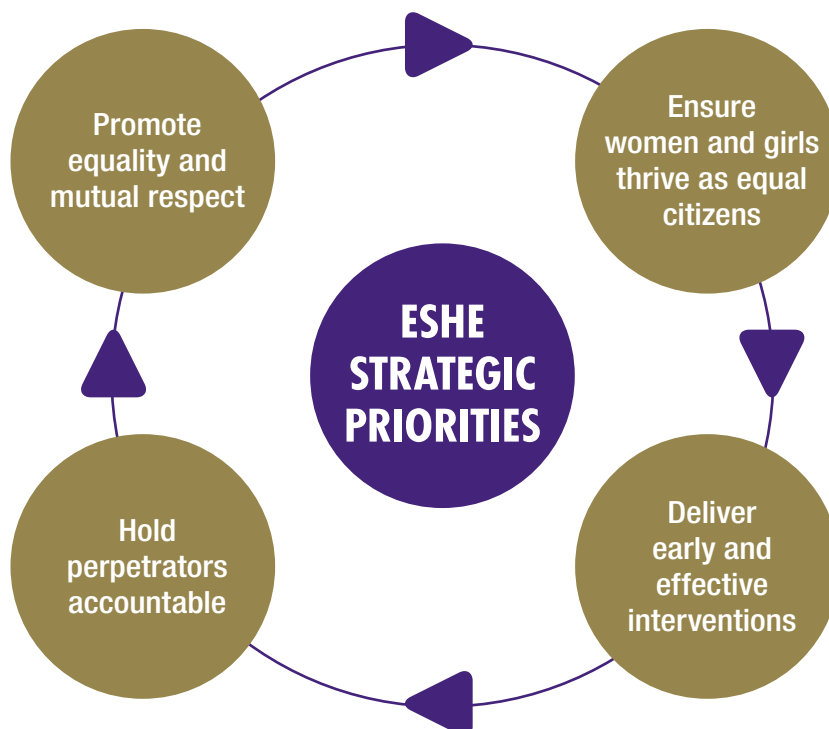 Promote
equality and
mutual respect
Ensure
women and girls
thrive as equal
citizens
ESHE
STRATEGIC
PRIORITIES
Hold
perpetrators
accountable
Deliver
early and
effective
interventions